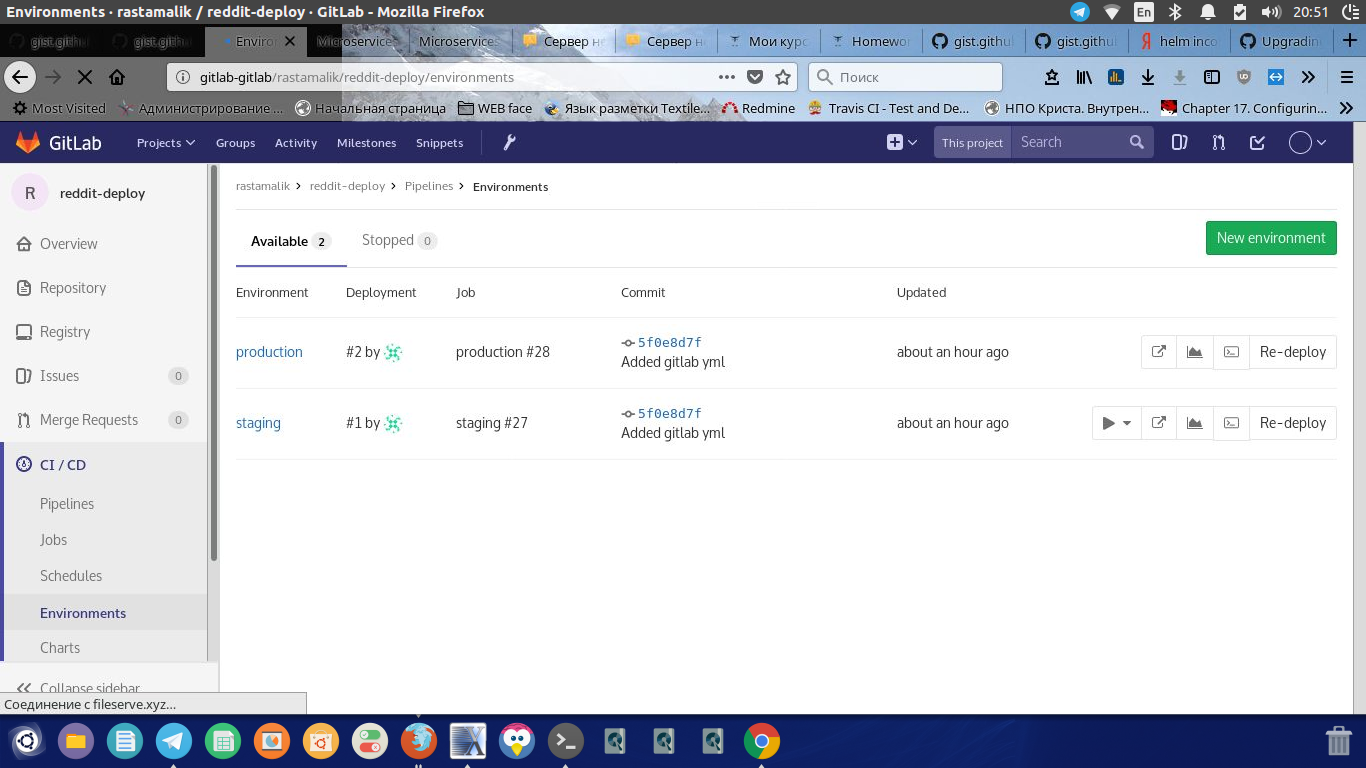 Environments · rastamalik / reddit-deploy · GitLab - Mozilla Firefox
En
20:51
gist.githu
gist.githu
Enviro
Microservices
Microservices
Сервер не
Сервер не
Мои курс
Homewor
gist.githu
gist.githu
helm inco
Upgradin
gitlab-gitlab/rastamalik/reddit-deploy/environments
Поиск
Most Visited
Администрирование ...
Начальная страница
WEB face
Язык разметки Textile...
Redmine
Travis CI - Test and De...
НПО Криста. Внутрен...
Chapter 17. Configurin...
GitLab
Projects
Groups
Activity
Milestones
Snippets
This project
Search
R
reddit-deploy
Overview
Repository
Registry
Issues 0
Merge Requests 0
CI / CD
Pipelines
Jobs
Schedules
Environments
Charts
Collapse sidebar
rastamalik > reddit-deploy > Pipelines > Environments
Available 2
Stopped 0
New environment
Environment Deployment Job Commit Updated
production #2 by production #28 5f0e8d7f
Added gitlab yml
about an hour ago
Re-deploy
staging #1 by staging #27 5f0e8d7f
Added gitlab yml
about an hour ago
Re-deploy
Соединение с fileserve.xyz...